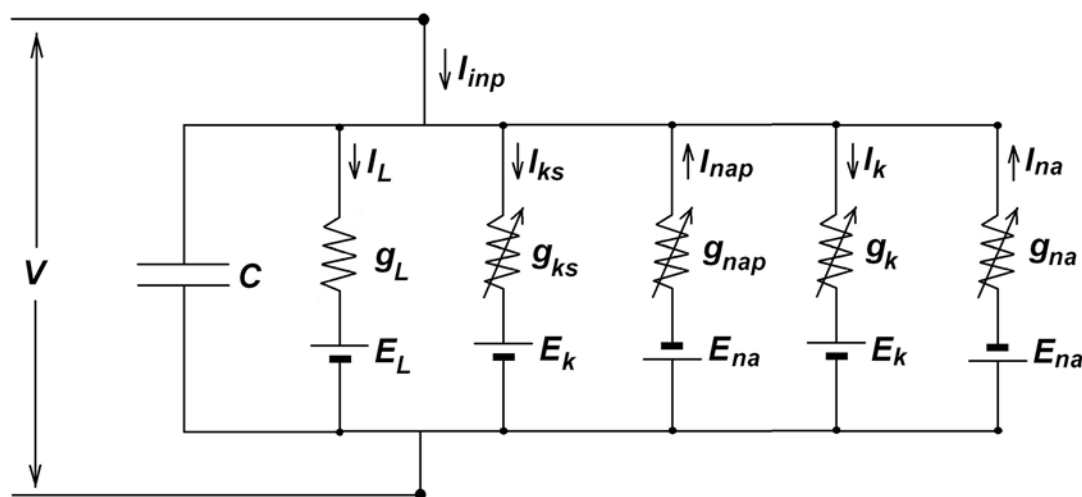 I_inp
I_L I_ks I_nap I_k I_na
V C g_L g_ks g_nap g_k g_na
E_L E_k E_na E_k E_na